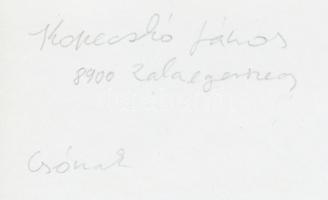 Kopecskó János
8900 Zalaegerszeg
Csónak